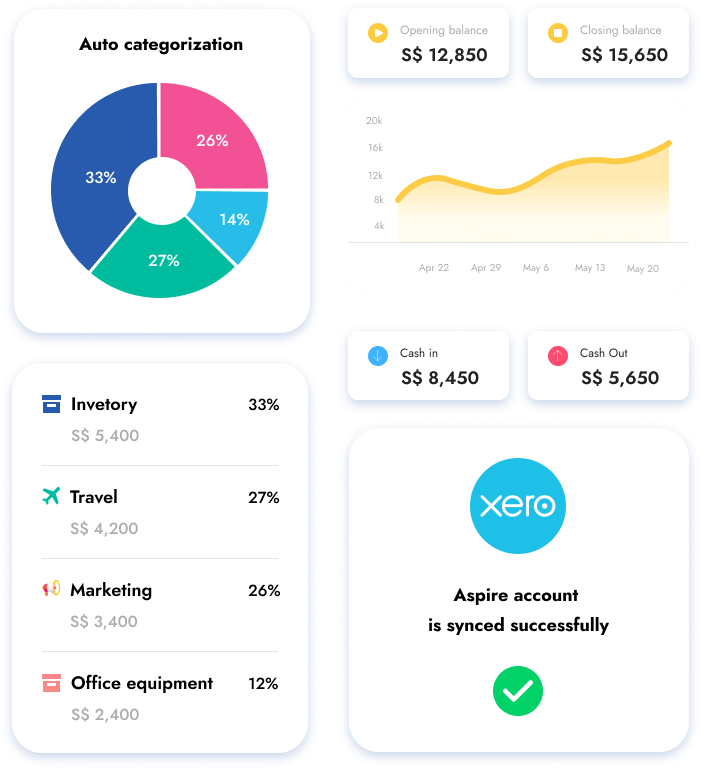 Auto categorization
26%
33%
14%
27%
Invetory 33%
S$ 5,400
Travel 27%
S$ 4,200
Marketing 26%
S$ 3,400
Office equipment 12%
S$ 2,400
Opening balance
S$ 12,850
Closing balance
S$ 15,650
20k
16k
12k
8k
4k
Apr 22 Apr 29 May 6 May 13 May 20
Cash in
S$ 8,450
Cash Out
S$ 5,650
xero
Aspire account
is synced successfully